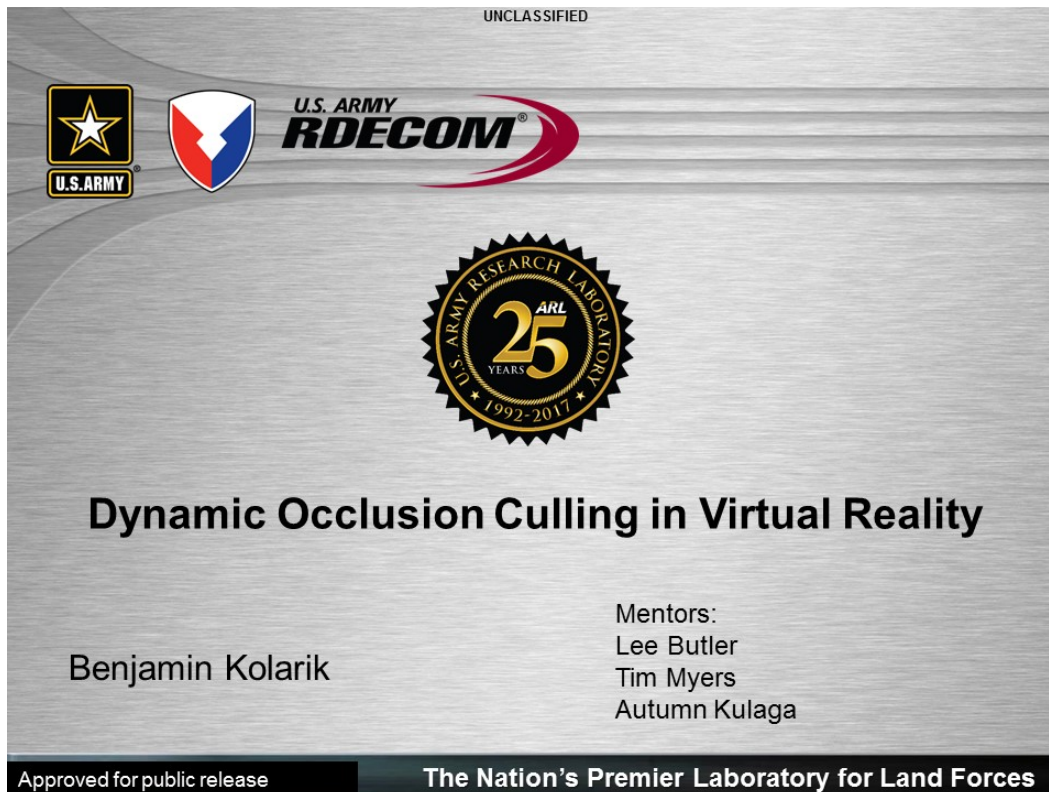 UNCLASSIFIED
U.S. ARMY
RDECOM®
U.S.ARMY®
U.S. ARMY RESEARCH LABORATORY
ARL
25
YEARS
1992-2017
Dynamic Occlusion Culling in Virtual Reality
Mentors:
Lee Butler
Tim Myers
Autumn Kulaga
Benjamin Kolarik
Approved for public release
The Nation's Premier Laboratory for Land Forces